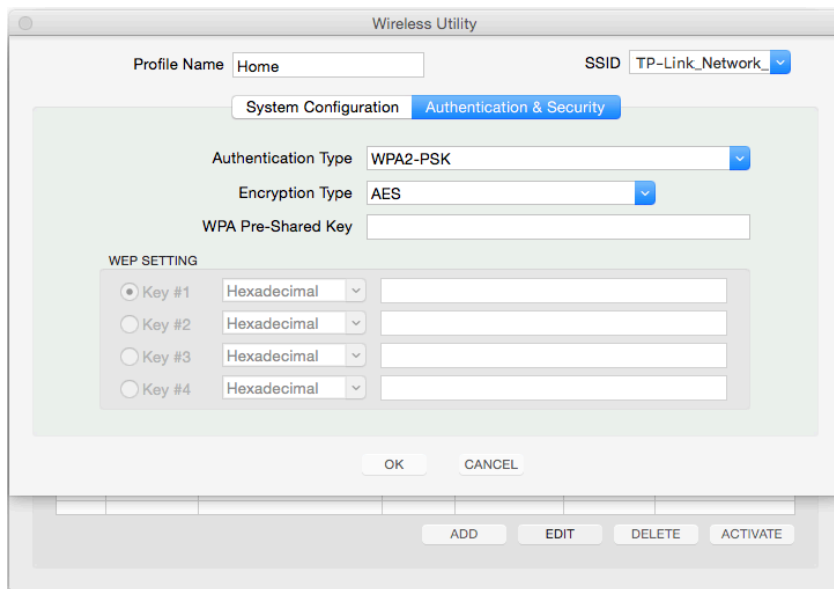 Wireless Utility
Profile Name Home SSID TP-Link_Network_
System Configuration Authentication & Security
Authentication Type WPA2-PSK
Encryption Type AES
WPA Pre-Shared Key
WEP SETTING
Key #1 Hexadecimal
Key #2 Hexadecimal
Key #3 Hexadecimal
Key #4 Hexadecimal
OK CANCEL
ADD EDIT DELETE ACTIVATE